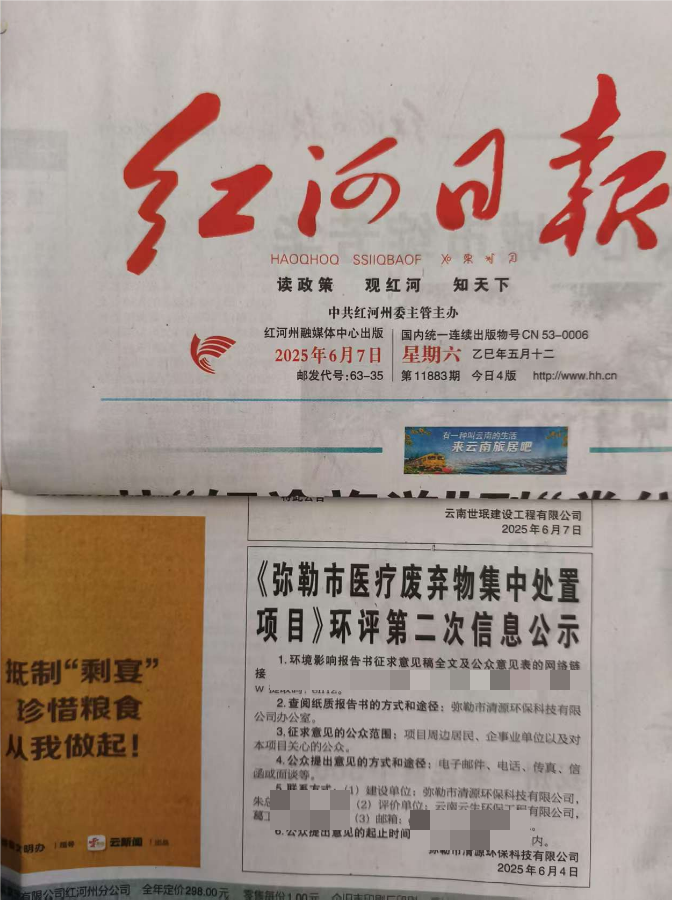 红河日报
HAOQHOQ SSIIQBAOF
读政策 观红河 知天下
中共红河州委主管主办
红河州融媒体中心出版
国内统一连续出版物号CN 53-0006
2025年6月7日
星期六 乙巳年五月十二
邮发代号:63-35
第11883期 今日4版 http://www.hh.cn
有一种叫云南的生活
来云南旅居吧
云南世珉建设工程有限公司
2025年6月7日
《弥勒市医疗废弃物集中处置
项目》环评第二次信息公示
1.环境影响报告书征求意见稿全文及公众意见表的网络链
接
w
2.查阅纸质报告书的方式和途径：弥勒市清源环保科技有限
公司办公室。
3.征求意见的公众范围：项目周边居民、企事业单位以及对
本项目关心的公众。
4.公众提出意见的方式和途径：电子邮件、电话、传真、信
函或面谈等。
5.联系方式：（1）建设单位：弥勒市清源环保科技有限公司，
朱总
（2）评价单位：云南云生环保工程有限公司，
葛工
（3）邮箱：
6.公众提出意见的起止时间
内。
弥勒市清源环保科技有限公司
2025年6月4日
抵制“剩宴”
珍惜粮食
从我做起！
文明办 云新闻 出品
有限公司红河州分公司 全年定价298.00元 零售每份1.00元